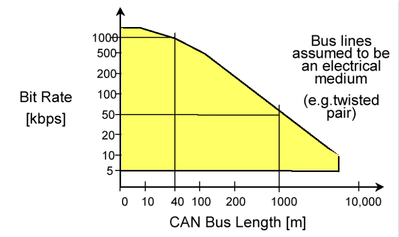 1000
500
200
100
50
20
10
5
Bit Rate
[kbps]
Bus lines
assumed to be
an electrical
medium
(e.g.twisted
pair)
0 10 40 100 200 1000 10,000
CAN Bus Length [m]